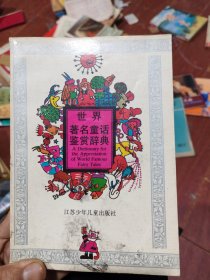 世界
著名童话
鉴赏辞典
A Dictionary for
the Appreciation
of World Famous
Fairy Tales
江苏少年儿童出版社